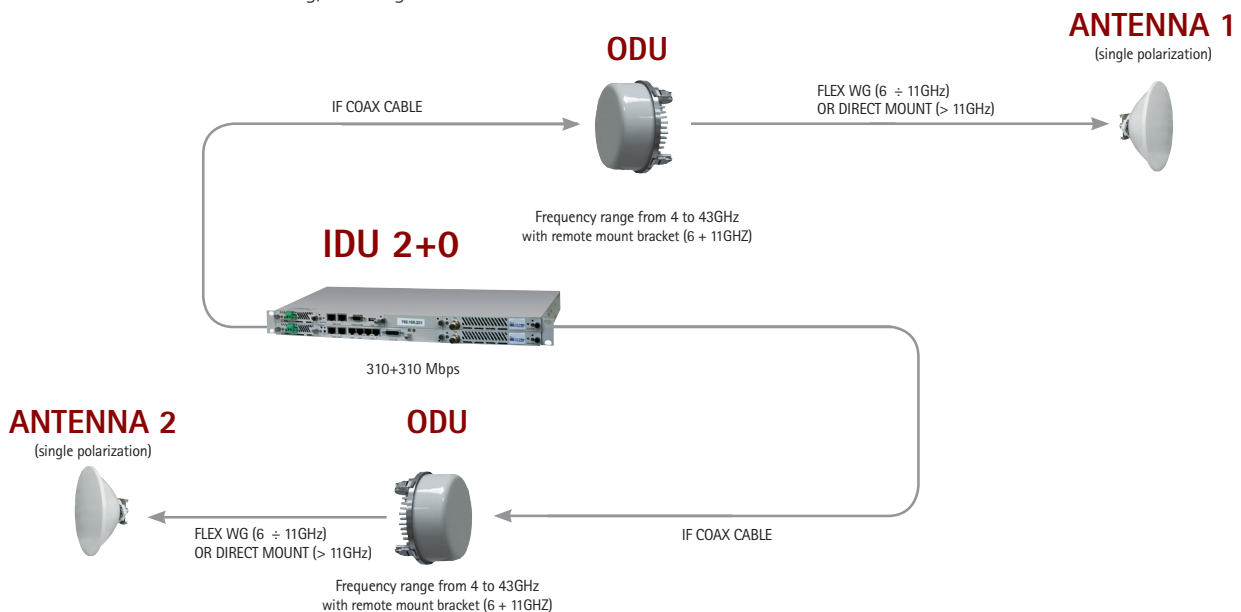 ANTENNA 1
(single polarization)
ODU
IF COAX CABLE
FLEX WG (6 ÷ 11GHz)
OR DIRECT MOUNT (> 11GHz)
Frequency range from 4 to 43GHz
with remote mount bracket (6 + 11GHZ)
IDU 2+0
192.168.221
310+310 Mbps
ANTENNA 2
(single polarization)
ODU
FLEX WG (6 ÷ 11GHz)
OR DIRECT MOUNT (> 11GHz)
IF COAX CABLE
Frequency range from 4 to 43GHz
with remote mount bracket (6 + 11GHZ)